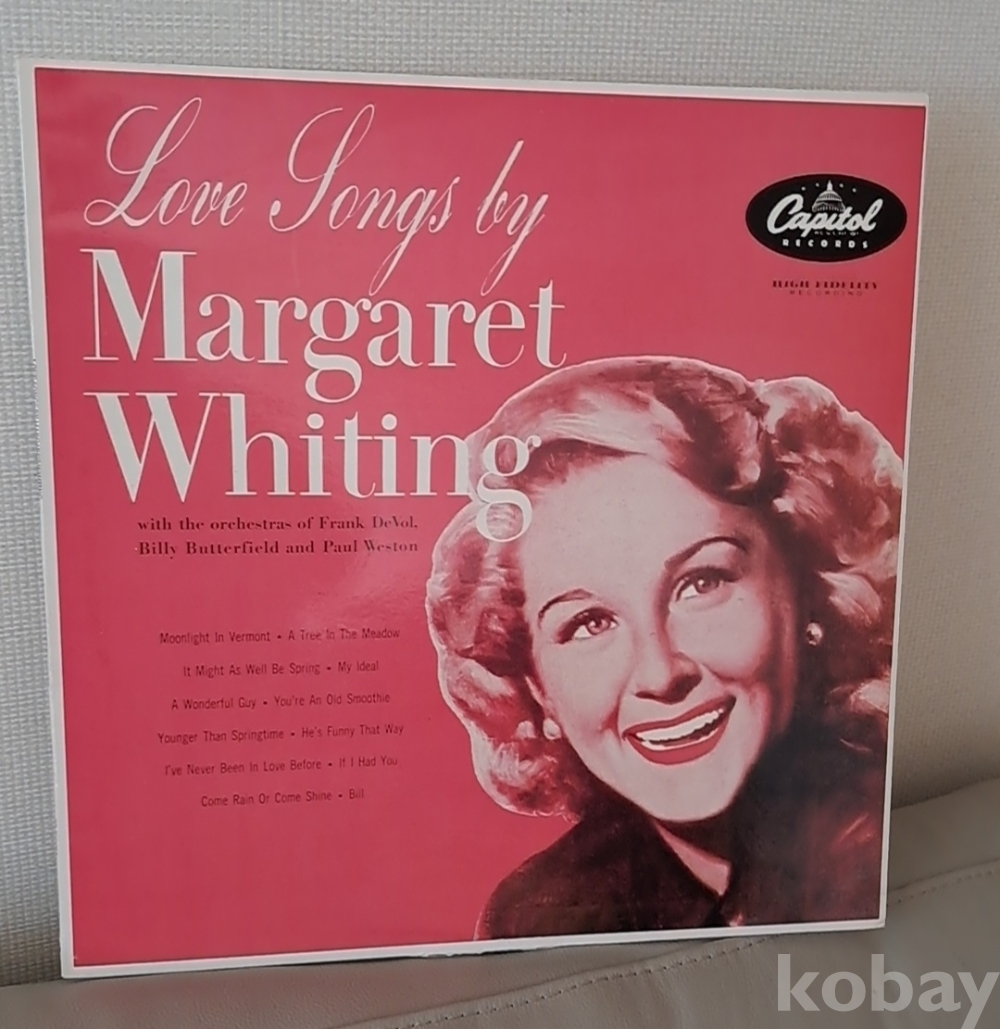 Love Songs by
Margaret
Whiting
with the orchestras of Frank DeVol,
Billy Butterfield and Paul Weston
Moonlight In Vermont • A Tree In The Meadow
It Might As Well Be Spring • My Ideal
A Wonderful Guy • You're An Old Smoothie
Younger Than Springtime • He's Funny That Way
I've Never Been In Love Before • If I Had You
Come Rain Or Come Shine • Bill
Capitol
RECORDS
HIGH FIDELITY
RECORDING
kobay